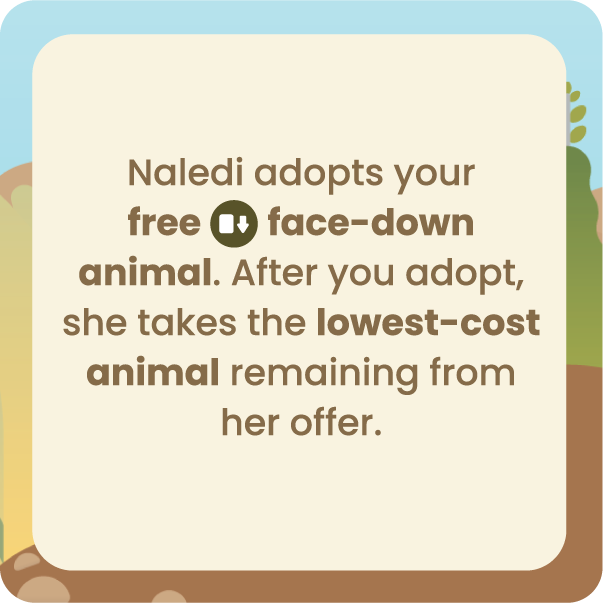 Naledi adopts your
free face-down
animal. After you adopt,
she takes the lowest-cost
animal remaining from
her offer.